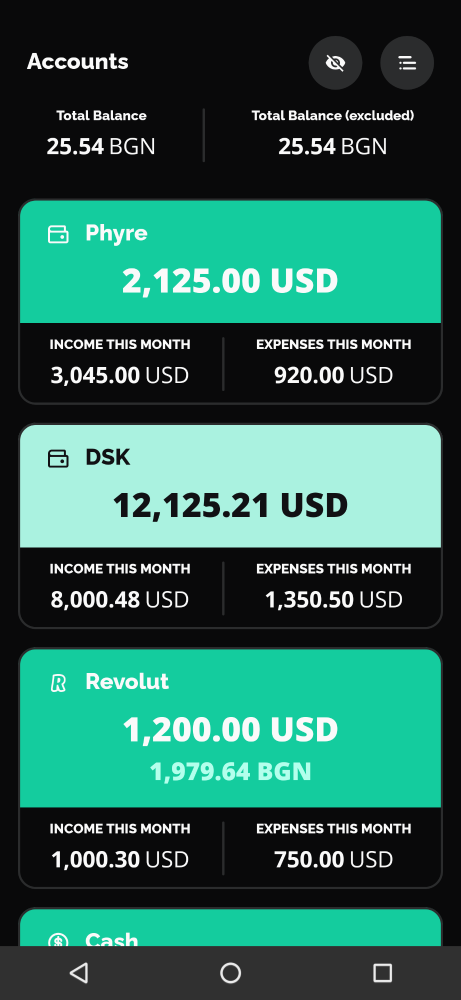 Accounts
Total Balance
25.54 BGN
Total Balance (excluded)
25.54 BGN
Phyre
2,125.00 USD
INCOME THIS MONTH
3,045.00 USD
EXPENSES THIS MONTH
920.00 USD
DSK
12,125.21 USD
INCOME THIS MONTH
8,000.48 USD
EXPENSES THIS MONTH
1,350.50 USD
Revolut
1,200.00 USD
1,979.64 BGN
INCOME THIS MONTH
1,000.30 USD
EXPENSES THIS MONTH
750.00 USD
Cash